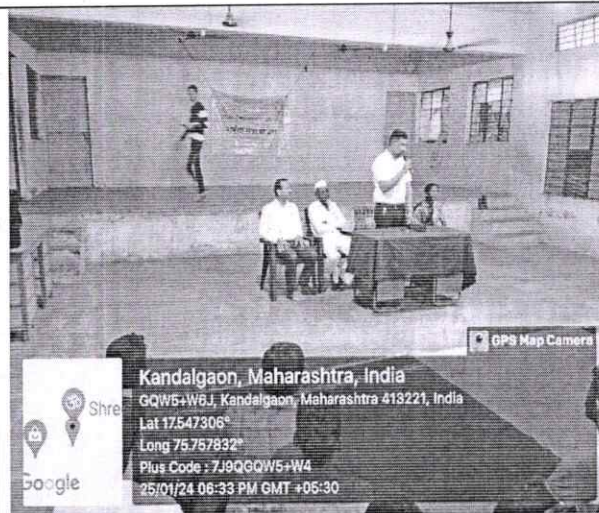 GPS Map Camera
Kandalgaon, Maharashtra, India
GQW5+W6J, Kandalgaon, Maharashtra 413221, India
Lat 17.547306°
Long 75.757832°
Plus Code : 7J9QGQW5+W4
25/01/24 06:33 PM GMT +05:30
Shre
Google